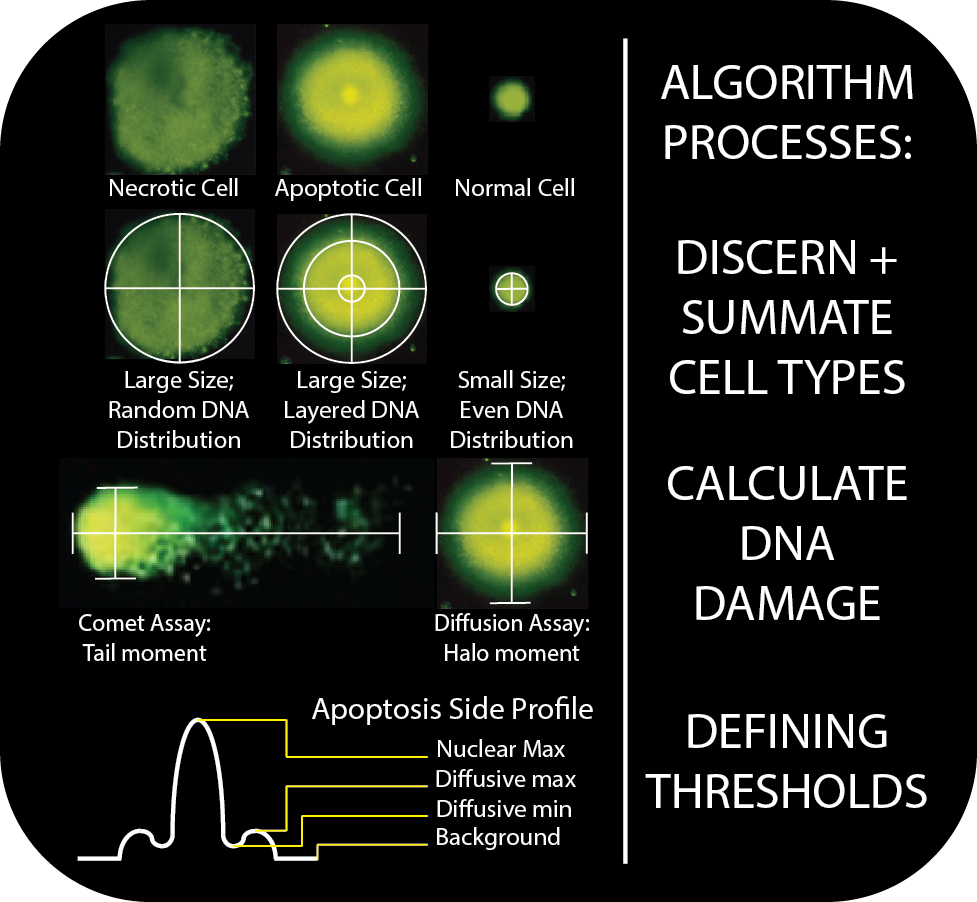 Necrotic Cell
Apoptotic Cell
Normal Cell
Large Size;
Random DNA
Distribution
Large Size;
Layered DNA
Distribution
Small Size;
Even DNA
Distribution
Comet Assay:
Tail moment
Diffusion Assay:
Halo moment
Apoptosis Side Profile
Nuclear Max
Diffusive max
Diffusive min
Background
ALGORITHM
PROCESSES:
DISCERN +
SUMMATE
CELL TYPES
CALCULATE
DNA
DAMAGE
DEFINING
THRESHOLDS